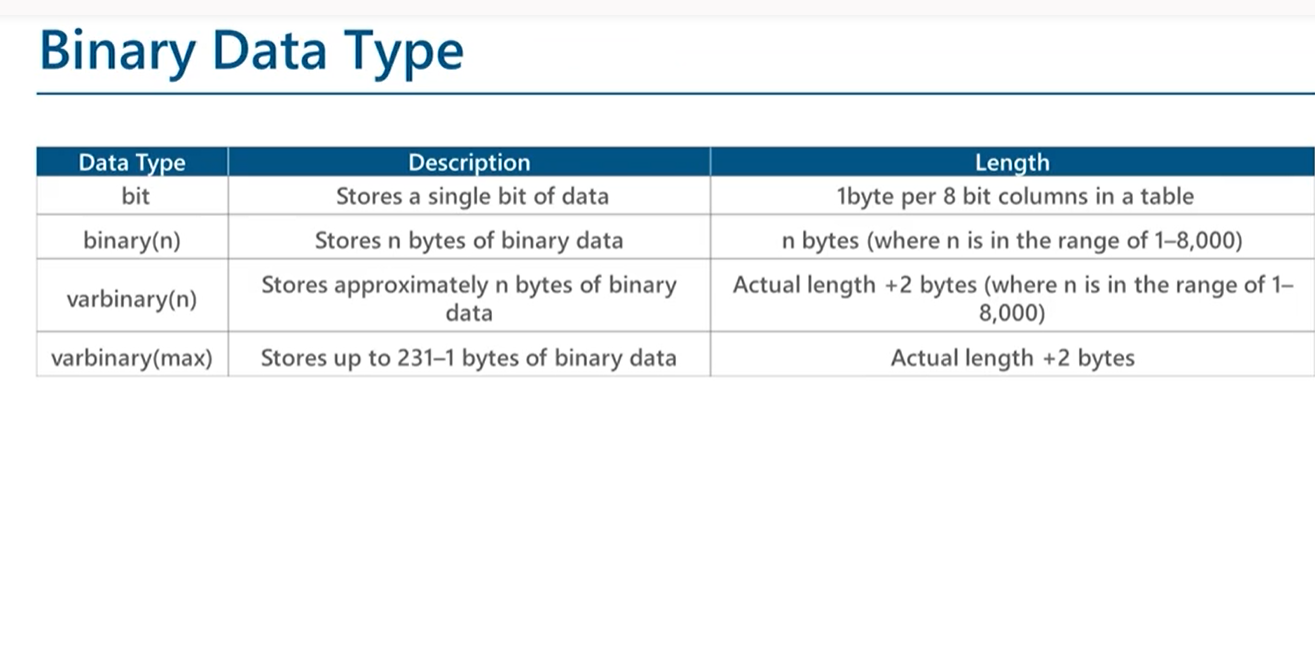 Binary Data Type
Data Type Description Length
bit Stores a single bit of data 1byte per 8 bit columns in a table
binary(n) Stores n bytes of binary data n bytes (where n is in the range of 1–8,000)
varbinary(n) Stores approximately n bytes of binary data Actual length +2 bytes (where n is in the range of 1–8,000)
varbinary(max) Stores up to 231–1 bytes of binary data Actual length +2 bytes